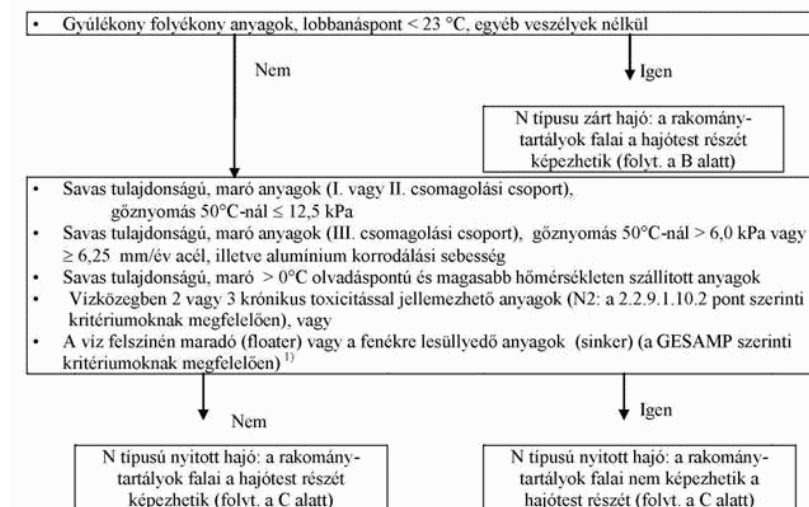 • Gyúlékony folyékony anyagok, lobbanáspont < 23 °C, egyéb veszélyek nélkül
Nem
Igen
N típusu zárt hajó: a rakomány-
tartályok falai a hajótest részét
képezhetik (folyt. a B alatt)
• Savas tulajdonságú, maró anyagok (I. vagy II. csomagolási csoport),
gőznyomás 50°C-nál ≤ 12,5 kPa
• Savas tulajdonságú, maró anyagok (III. csomagolási csoport), gőznyomás 50°C-nál > 6,0 kPa vagy
≥ 6,25 mm/év acél, illetve alumínium korrodálási sebesség
• Savas tulajdonságú, maró > 0°C olvadáspontú és magasabb hőmérsékleten szállított anyagok
• Vízközegben 2 vagy 3 krónikus toxicitással jellemezhető anyagok (N2: a 2.2.9.1.10.2 pont szerinti
kritériumoknak megfelelően), vagy
• A víz felszínén maradó (floater) vagy a fenékre lesüllyedő anyagok (sinker) (a GESAMP szerinti
kritériumoknak megfelelően) 1)
Nem
Igen
N típusú nyitott hajó: a rakomány-
tartályok falai a hajótest részét
képezhetik (folyt. a C alatt)
N típusú nyitott hajó: a rakomány-
tartályok falai nem képezhetik a
hajótest részét (folyt. a C alatt)